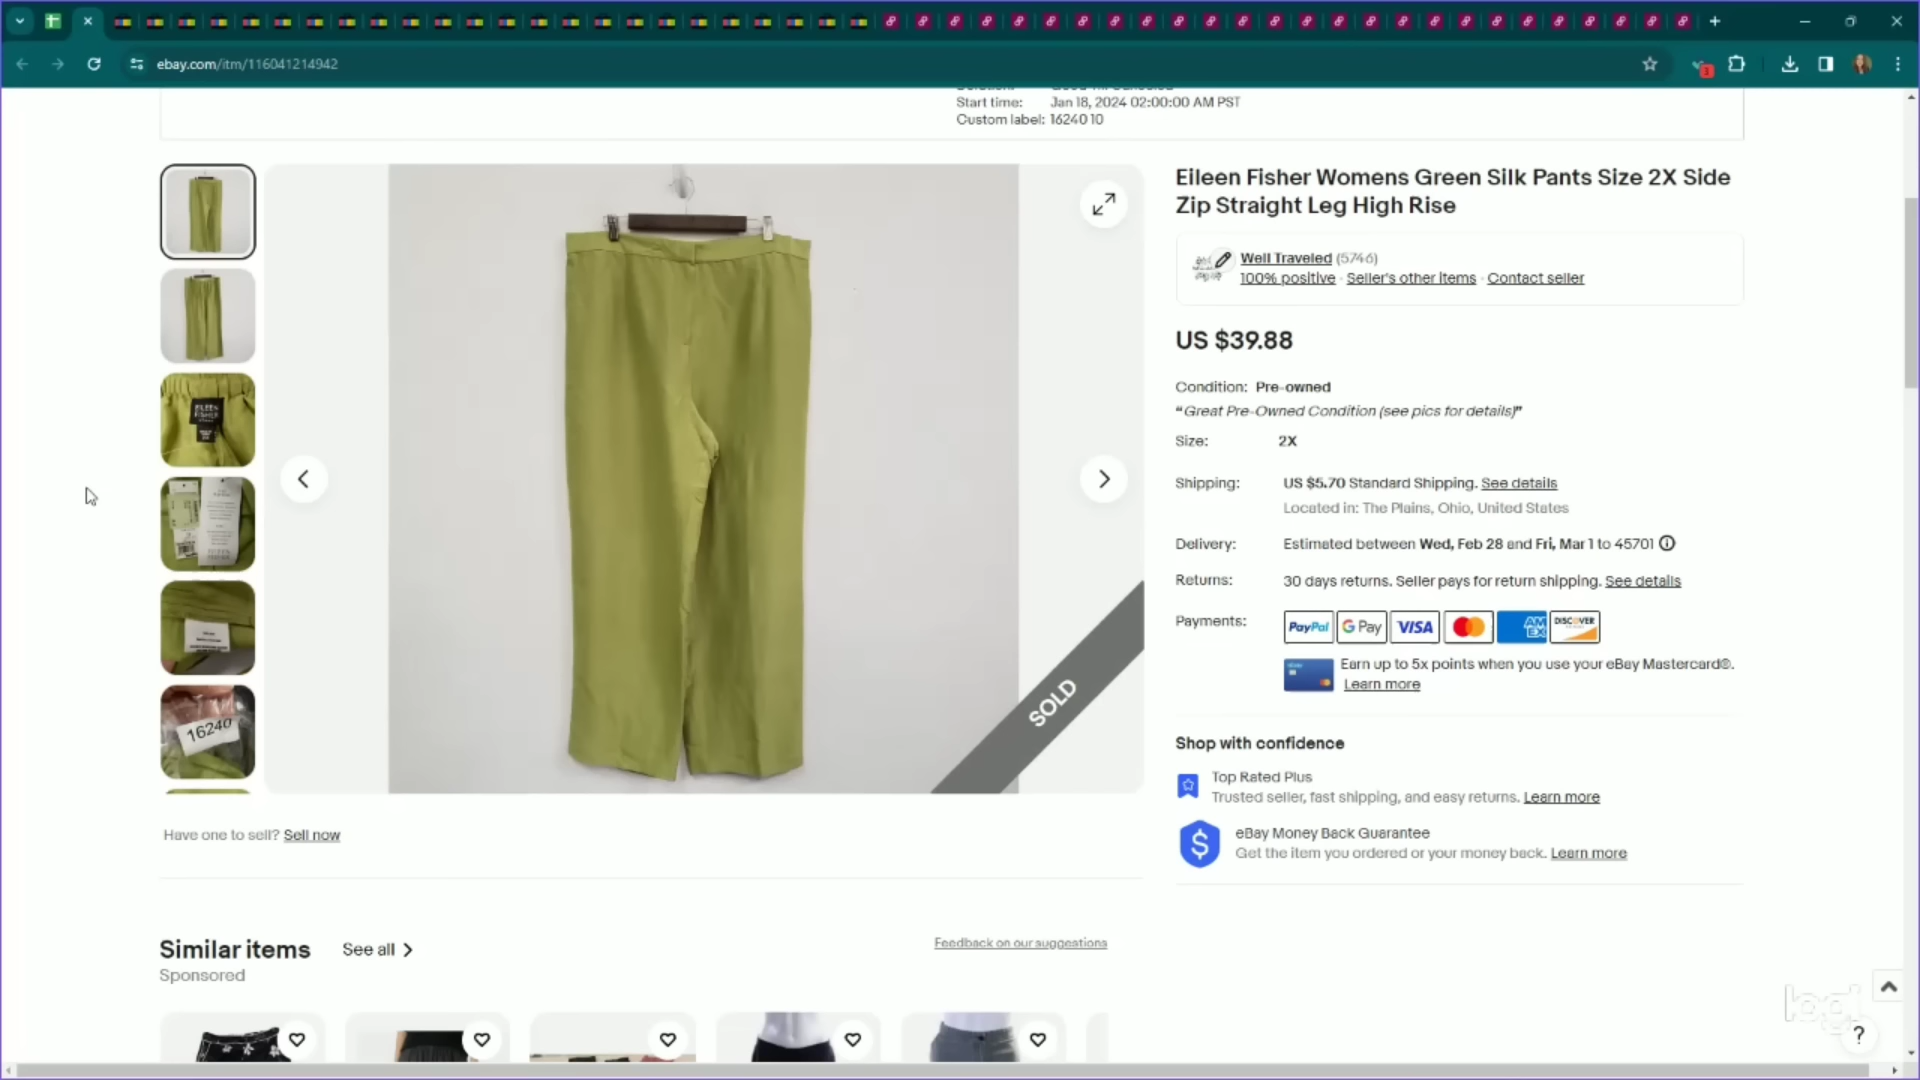 ebay.com/itm/116041214942
Start time: Jan 18, 2024 02:00:00 AM PST
Custom label: 16240 10
Eileen Fisher Womens Green Silk Pants Size 2X Side
Zip Straight Leg High Rise
Well Traveled (5746)
100% positive · Seller's other items · Contact seller
US $39.88
Condition: Pre-owned
“Great Pre-Owned Condition (see pics for details)”
Size: 2X
Shipping: US $5.70 Standard Shipping. See details
Located in: The Plains, Ohio, United States
Delivery: Estimated between Wed, Feb 28 and Fri, Mar 1 to 45701
Returns: 30 days returns. Seller pays for return shipping. See details
Payments:
PayPal G Pay VISA AM EX DISCOVER
Earn up to 5x points when you use your eBay Mastercard®.
Learn more
Shop with confidence
Top Rated Plus
Trusted seller, fast shipping, and easy returns. Learn more
eBay Money Back Guarantee
Get the item you ordered or your money back. Learn more
EILEEN
FISHER
16240
SOLD
Have one to sell? Sell now
Similar items See all
Sponsored
Feedback on our suggestions